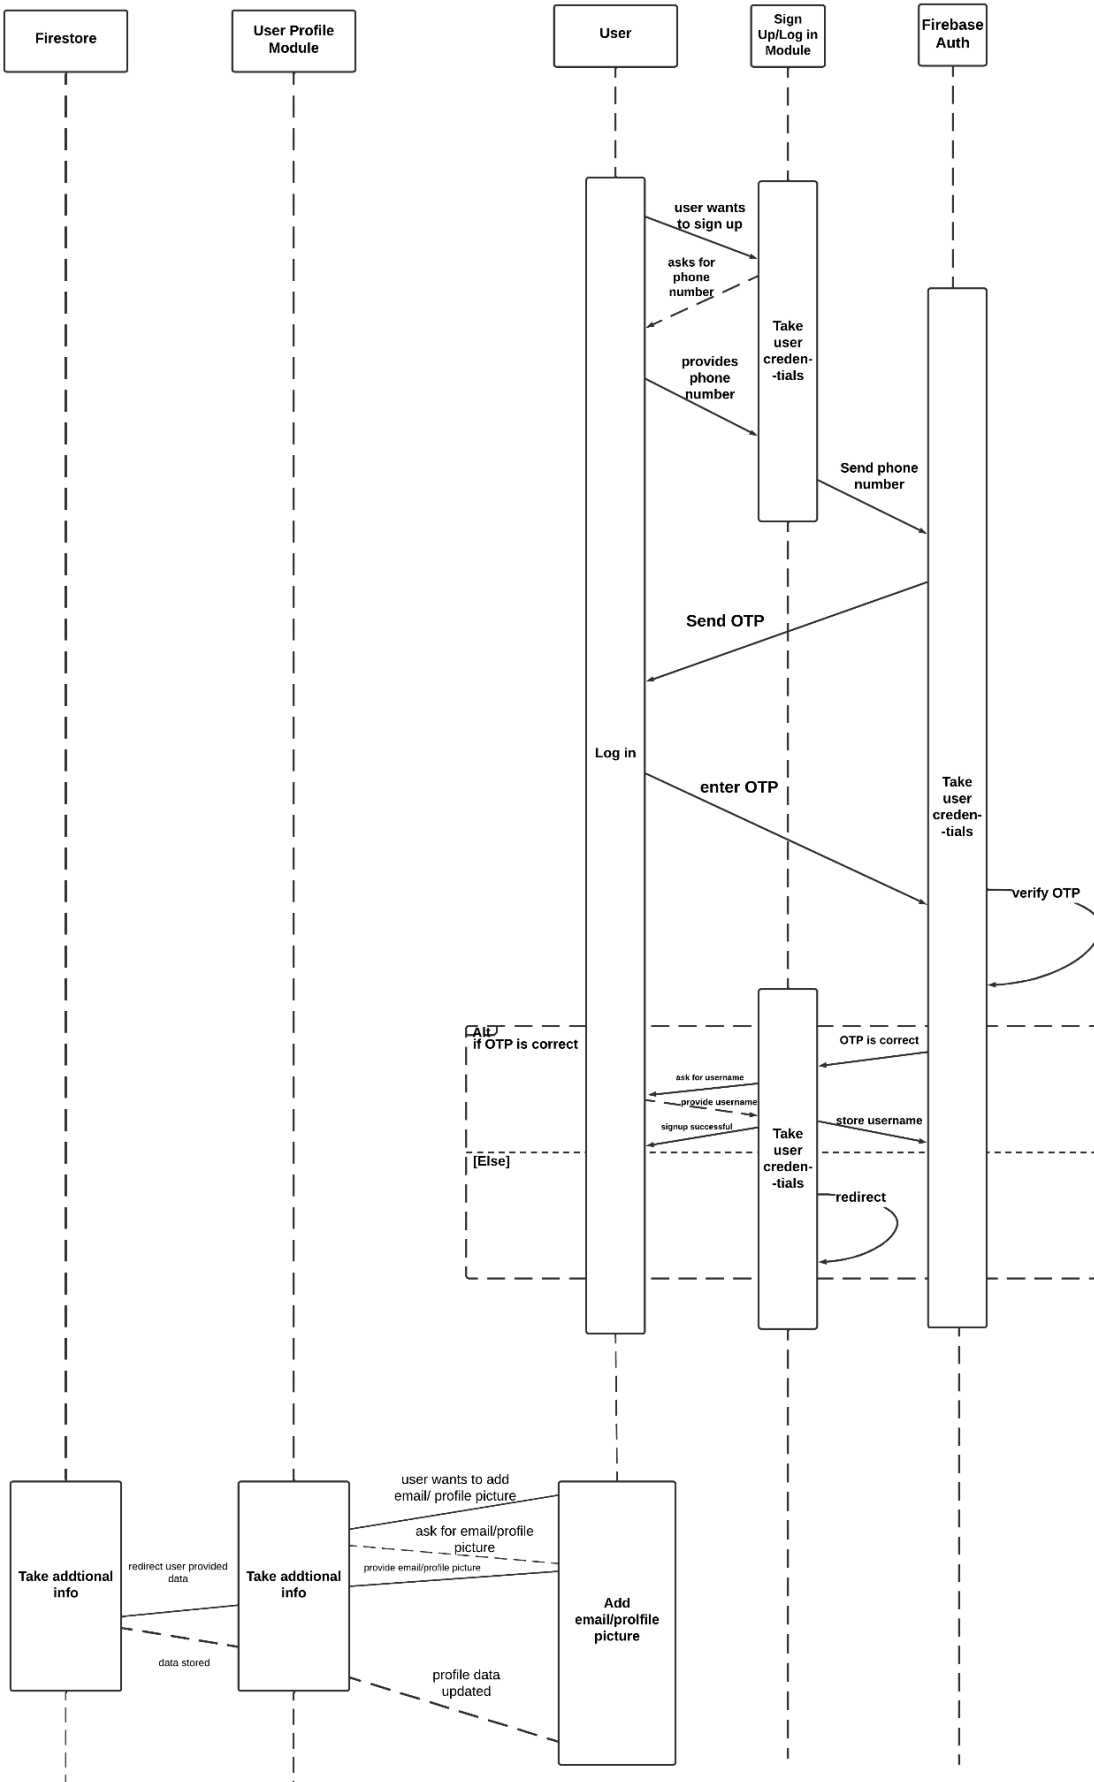 Firestore
User Profile
Module
User
Sign
Up/Log in
Module
Firebase
Auth
user wants
to sign up
asks for
phone
number
Take
user
creden-
-tials
provides
phone
number
Send phone
number
Send OTP
Log in
enter OTP
Take
user
creden-
-tials
verify OTP
Alt
if OTP is correct
OTP is correct
ask for username
provide username
store username
signup successful
Take
user
creden-
-tials
[Else]
redirect
user wants to add
email/ profile picture
ask for email/profile
picture
provide email/profile picture
redirect user provided
data
Take addtional
info
Take addtional
info
Add
email/prolfile
picture
data stored
profile data
updated